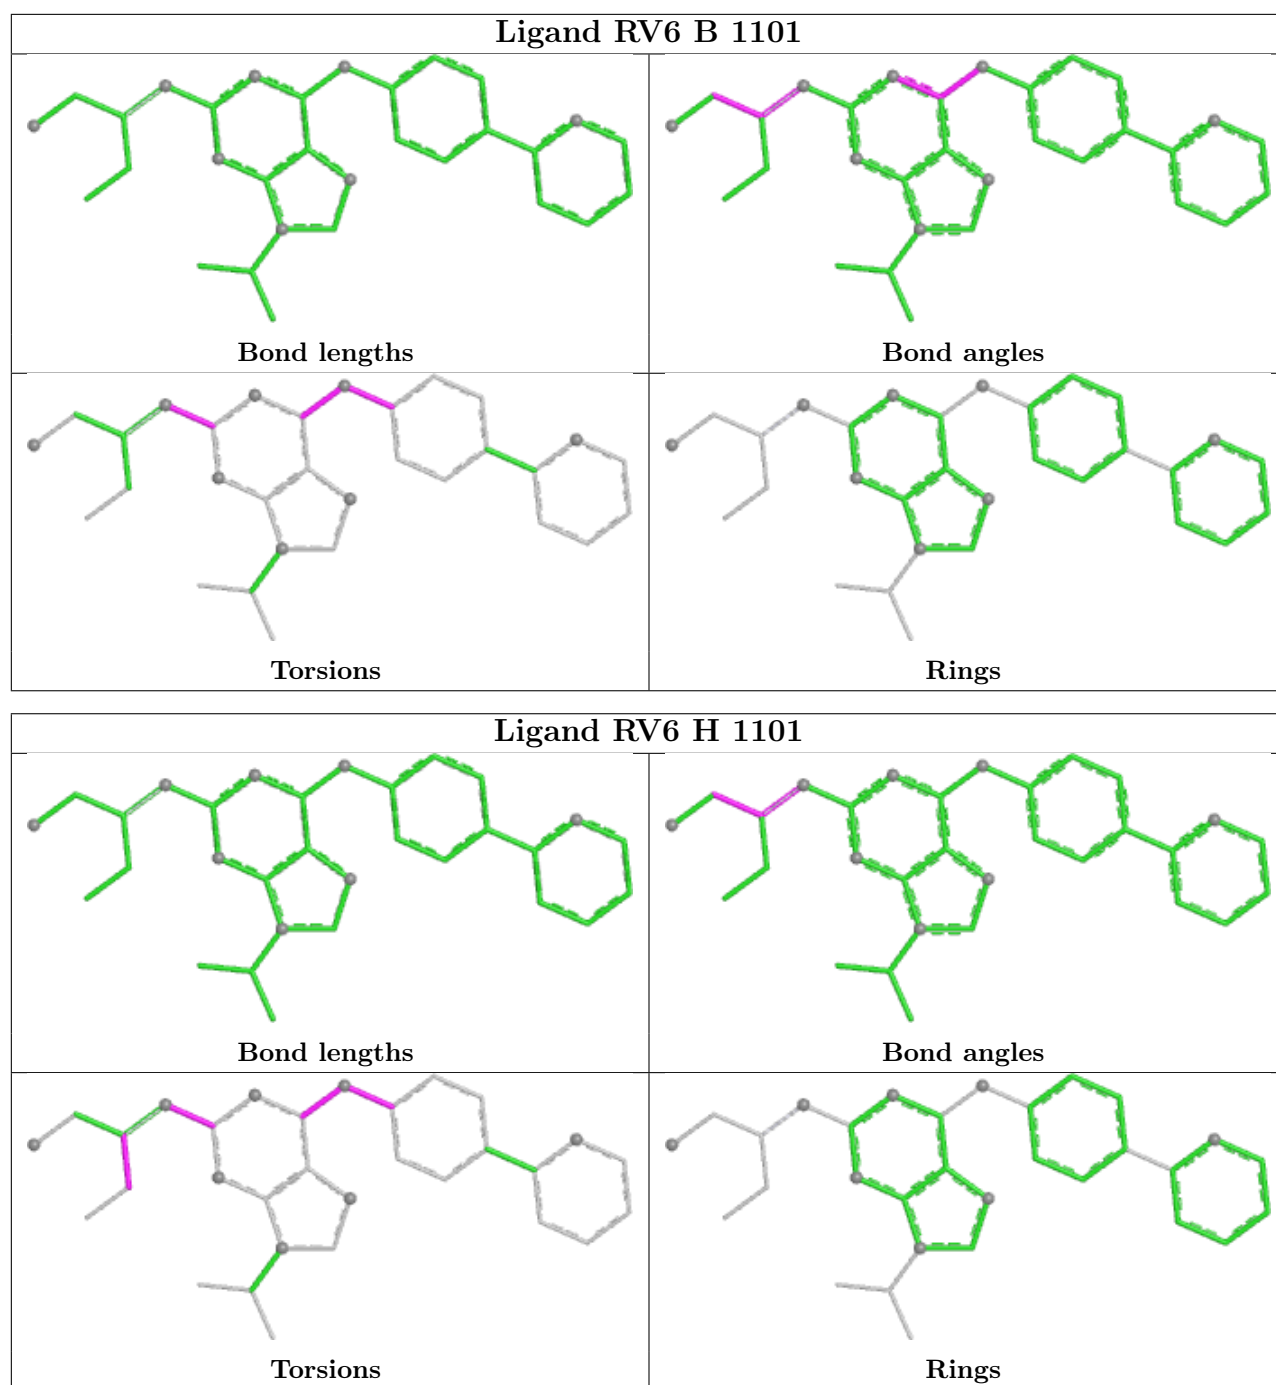 Ligand RV6 B 1101
Bond lengths
Bond angles
Torsions
Rings
Ligand RV6 H 1101
Bond lengths
Bond angles
Torsions
Rings